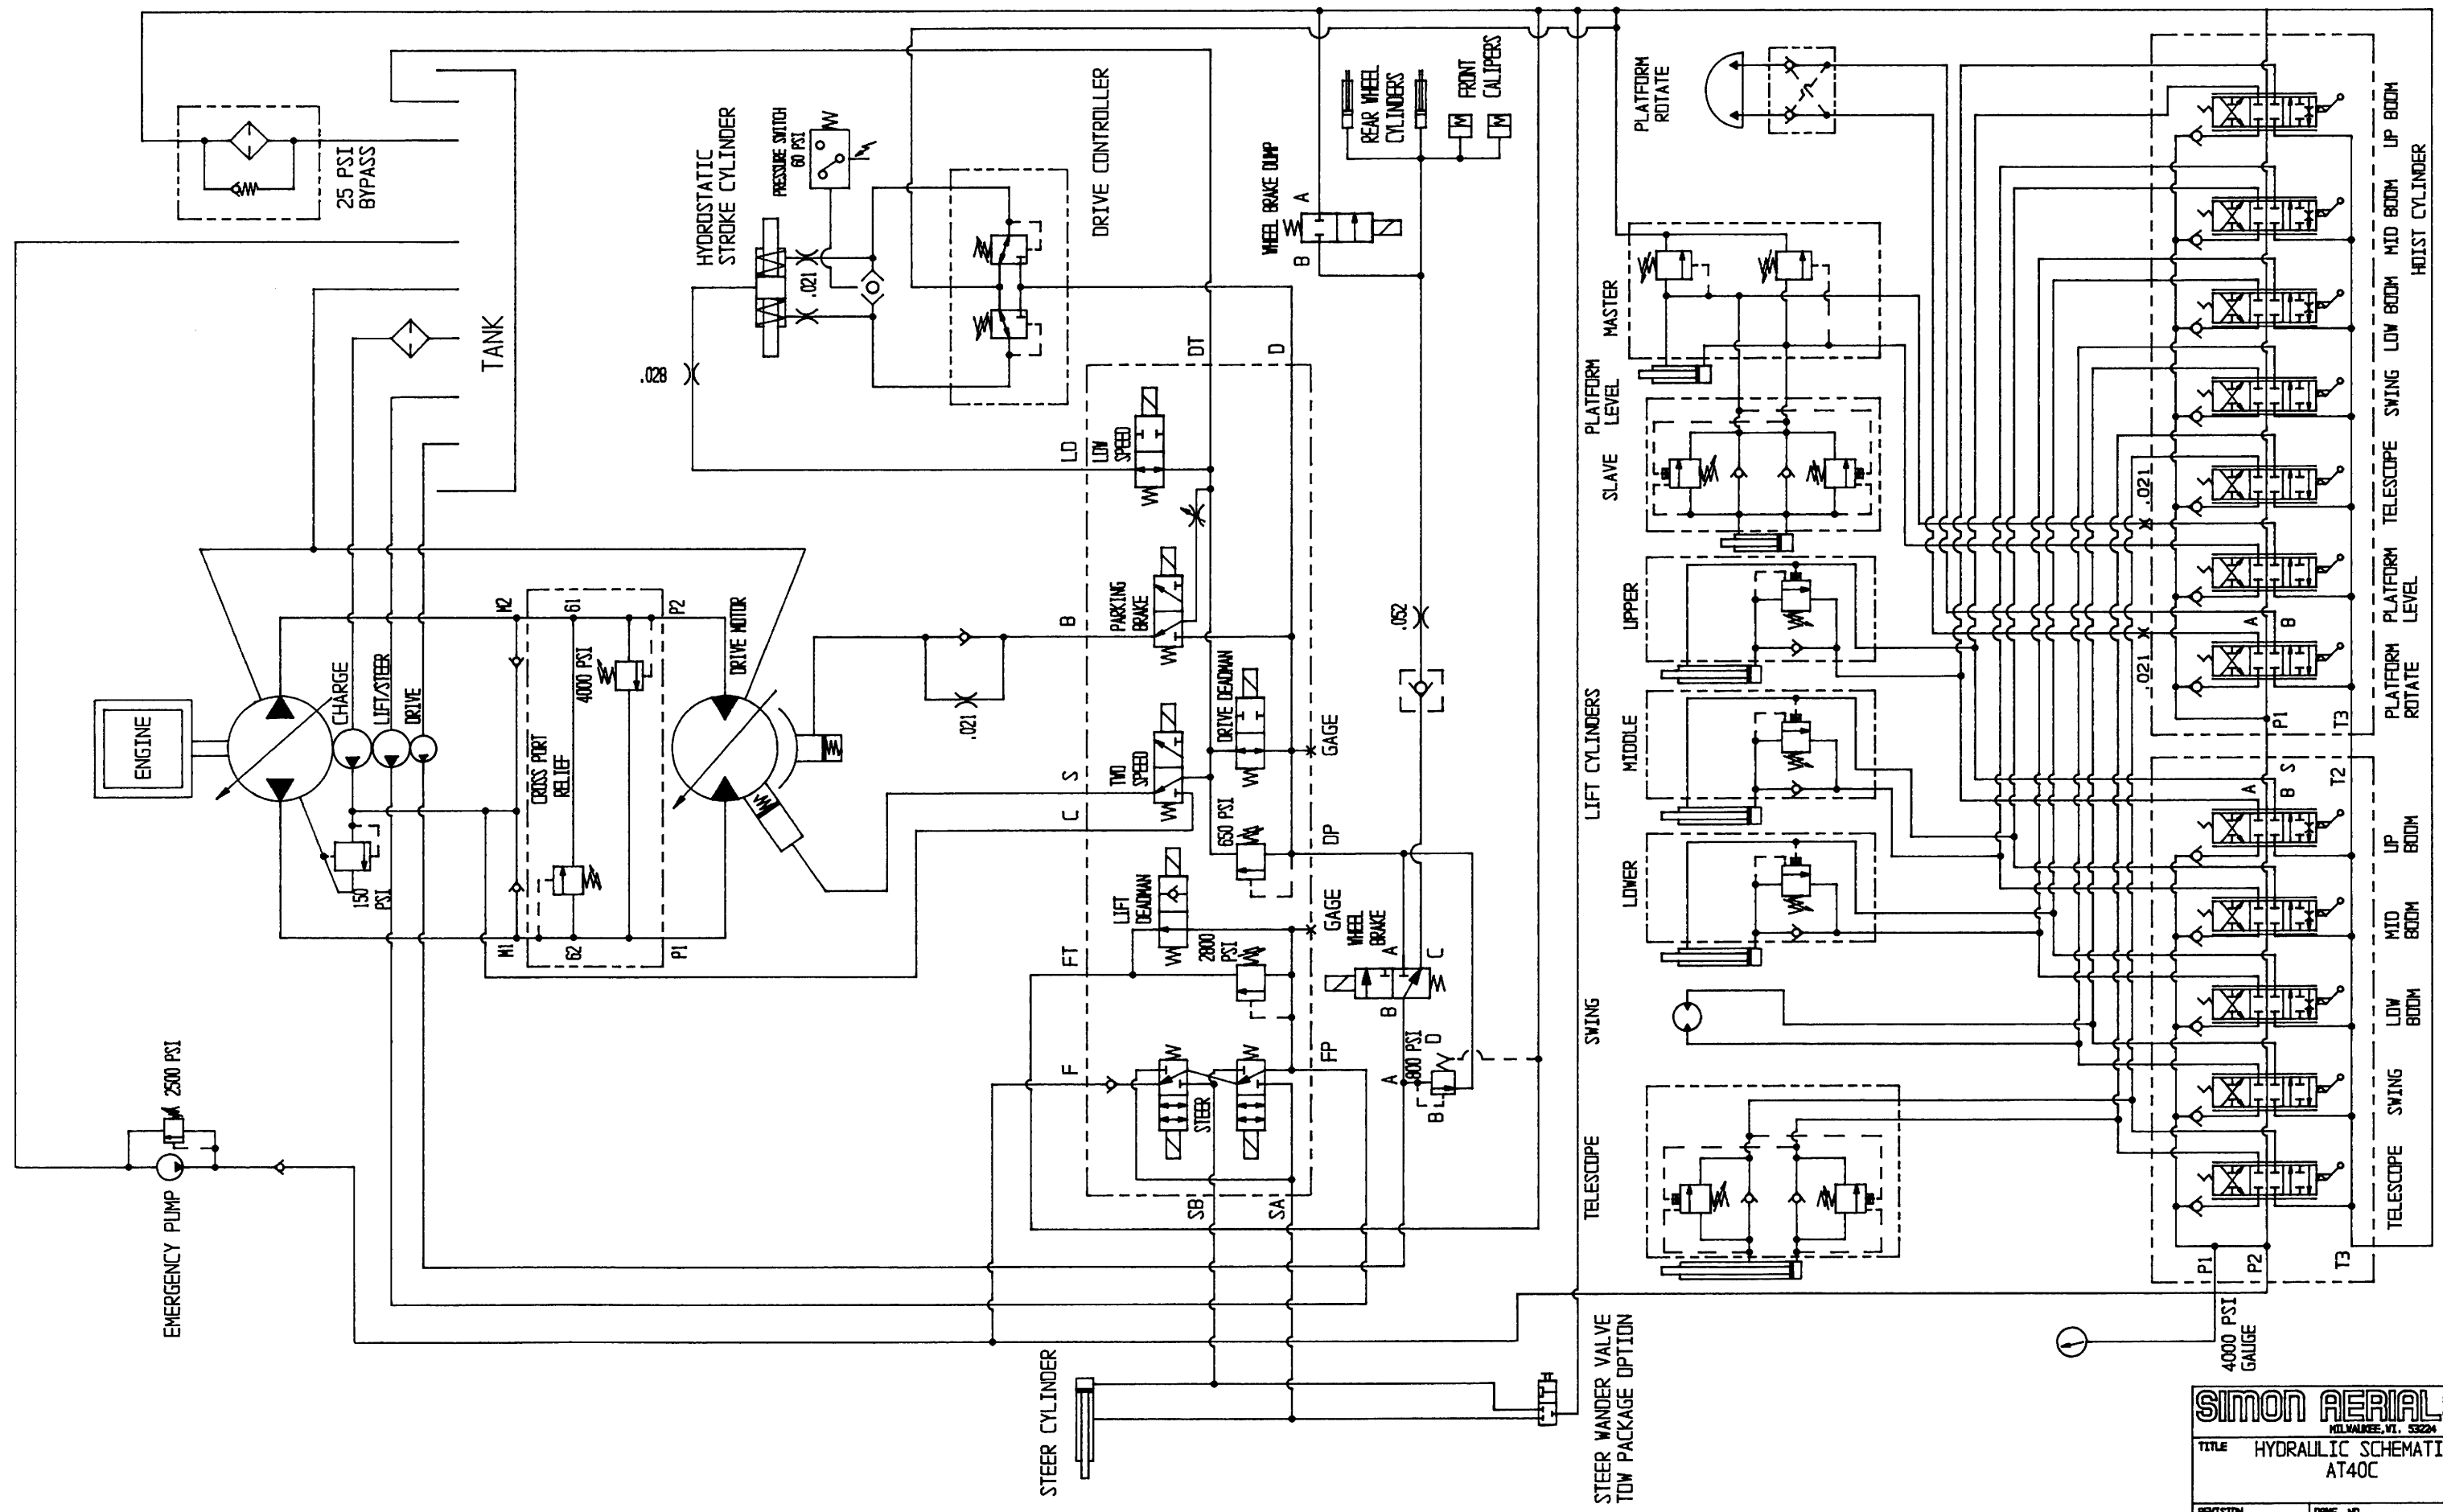 25 PSI
BYPASS
TANK
HYDROSTATIC
STROKE CYLINDER
PRESSURE SWITCH
60 PSI
.021
.028
DRIVE CONTROLLER
WHEEL BRAKE DUMP
A
B
REAR WHEEL
CYLINDERS
FRONT
CALIPERS
PLATFORM
ROTATE
ENGINE
CHARGE
LIFT/STEER
DRIVE
150
PSI
M2
M1
CROSS PORT
RELIEF
61
62
4000 PSI
P2
P1
DRIVE MOTOR
.021
EMERGENCY PUMP
2500 PSI
DT
D
LO
LOW
SPEED
B
PARKING
BRAKE
S
C
TWO
SPEED
DRIVE DEADMAN
GAGE
650 PSI
DP
LIFT
DEADMAN
GAGE
FT
2800
PSI
F
STEER
FP
SB
SA
WHEEL
BRAKE
A
B
C
A
800 PSI
D
B
.052
STEER CYLINDER
STEER WANDER VALVE
TOW PACKAGE OPTION
PLATFORM
LEVEL
MASTER
SLAVE
LIFT CYLINDERS
UPPER
MIDDLE
LOWER
SWING
TELESCOPE
HOIST CYLINDER
UP BOOM
MID BOOM
LOW BOOM
SWING
TELESCOPE
PLATFORM
LEVEL
PLATFORM
ROTATE
.021
.021
A
B
P1
T3
A
B
S
T2
UP
BOOM
MID
BOOM
LOW
BOOM
SWING
TELESCOPE
P1
P2
T3
4000 PSI
GAUGE
SIMON AERIALS
MILWAUKEE, WI. 53224
TITLE
HYDRAULIC SCHEMATI
AT40C
REVISION